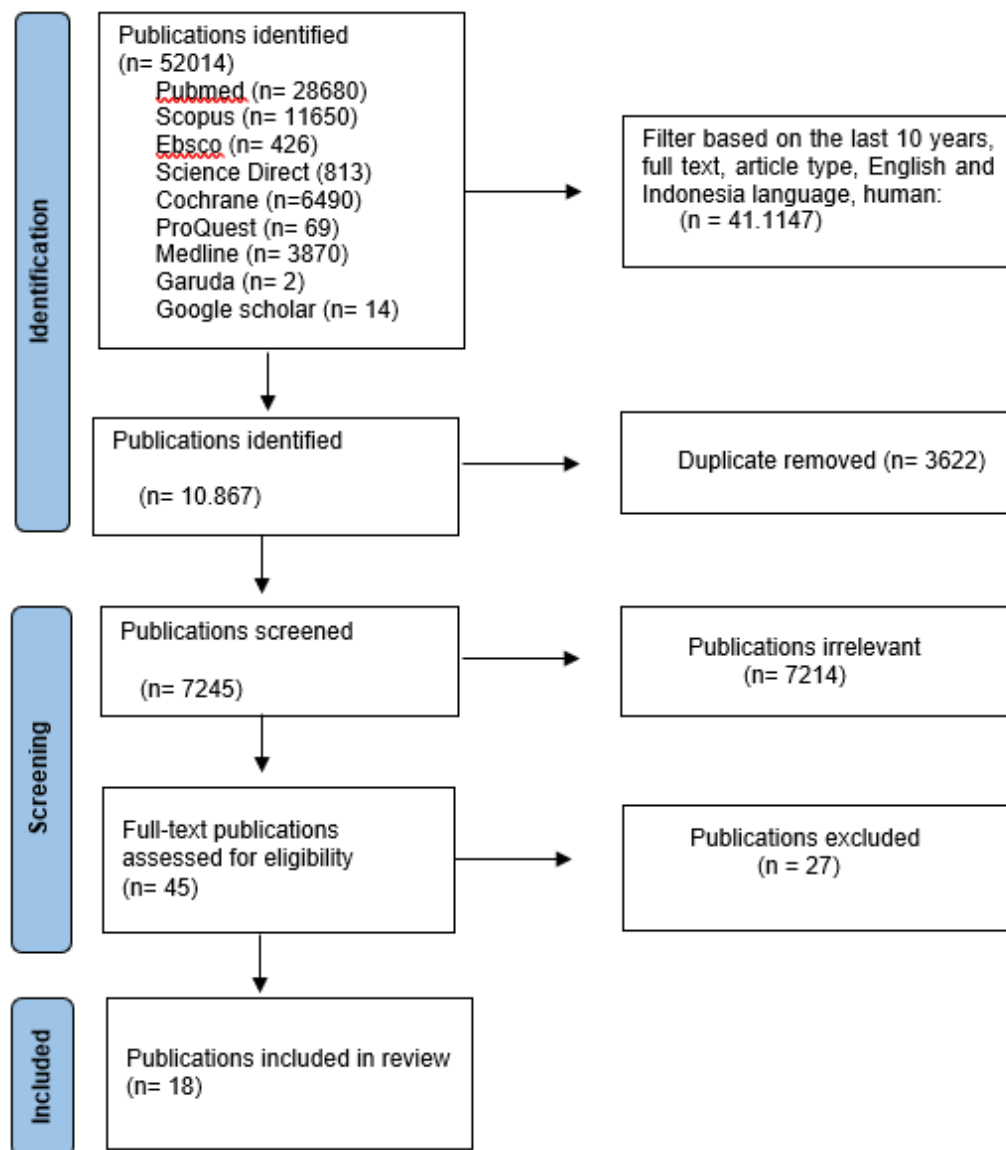 Identification
Publications identified
(n= 52014)
Pubmed (n= 28680)
Scopus (n= 11650)
Ebsco (n= 426)
Science Direct (813)
Cochrane (n=6490)
ProQuest (n= 69)
Medline (n= 3870)
Garuda (n= 2)
Google scholar (n= 14)
Filter based on the last 10 years,
full text, article type, English and
Indonesia language, human:
(n = 41.1147)
Publications identified
(n= 10.867)
Duplicate removed (n= 3622)
Screening
Publications screened
(n= 7245)
Publications irrelevant
(n= 7214)
Full-text publications
assessed for eligibility
(n= 45)
Publications excluded
(n = 27)
Included
Publications included in review
(n= 18)